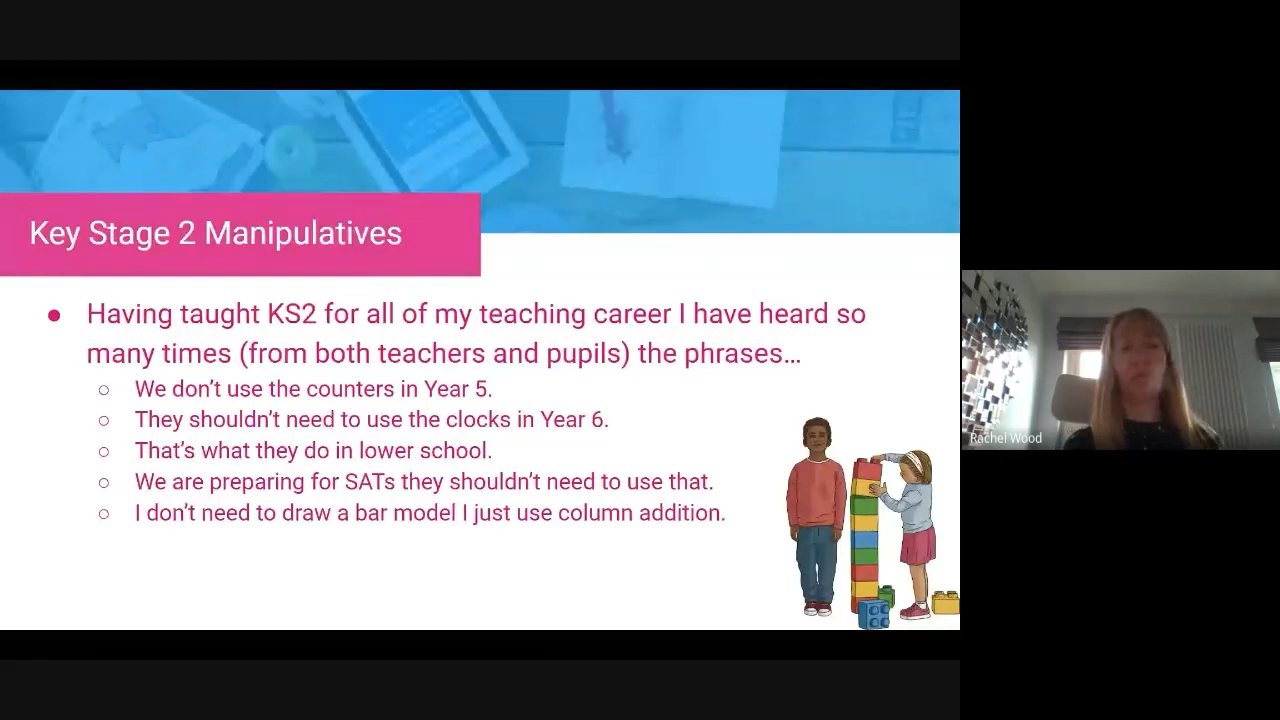 Key Stage 2 Manipulatives
● Having taught KS2 for all of my teaching career I have heard so
many times (from both teachers and pupils) the phrases…
○ We don’t use the counters in Year 5.
○ They shouldn’t need to use the clocks in Year 6.
○ That’s what they do in lower school.
○ We are preparing for SATs they shouldn’t need to use that.
○ I don’t need to draw a bar model I just use column addition.
Rachel Wood